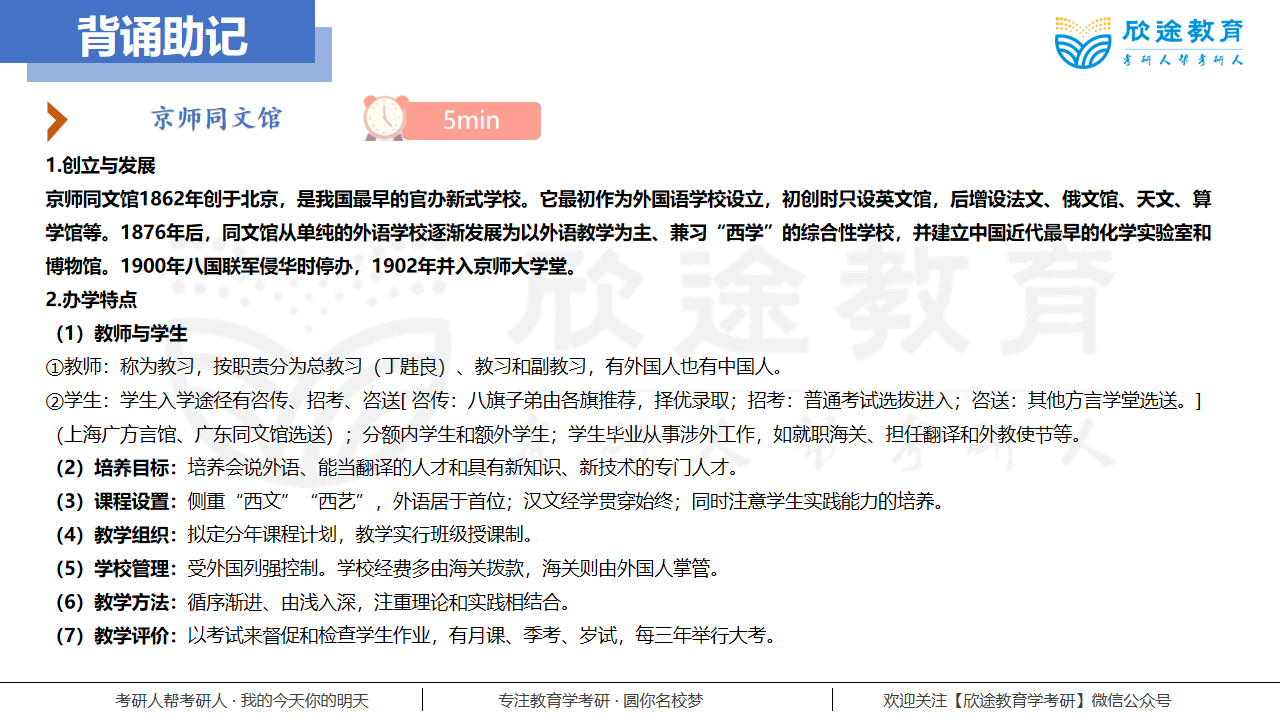 背诵助记
欣途教育
考研人帮考研人
京师同文馆
5min
1.创立与发展
京师同文馆1862年创于北京，是我国最早的官办新式学校。它最初作为外国语学校设立，初创时只设英文馆，后增设法文、俄文馆、天文、算
学馆等。1876年后，同文馆从单纯的外语学校逐渐发展为以外语教学为主、兼习“西学”的综合性学校，并建立中国近代最早的化学实验室和
博物馆。1900年八国联军侵华时停办，1902年并入京师大学堂。
2.办学特点
（1）教师与学生
①教师：称为教习，按职责分为总教习（丁韪良）、教习和副教习，有外国人也有中国人。
②学生：学生入学途径有咨传、招考、咨送[ 咨传：八旗子弟由各旗推荐，择优录取；招考：普通考试选拔进入；咨送：其他方言学堂选送。]
（上海广方言馆、广东同文馆选送）；分额内学生和额外学生；学生毕业从事涉外工作，如就职海关、担任翻译和外教使节等。
（2）培养目标：培养会说外语、能当翻译的人才和具有新知识、新技术的专门人才。
（3）课程设置：侧重“西文”“西艺”，外语居于首位；汉文经学贯穿始终；同时注意学生实践能力的培养。
（4）教学组织：拟定分年课程计划，教学实行班级授课制。
（5）学校管理：受外国列强控制。学校经费多由海关拨款，海关则由外国人掌管。
（6）教学方法：循序渐进、由浅入深，注重理论和实践相结合。
（7）教学评价：以考试来督促和检查学生作业，有月课、季考、岁试，每三年举行大考。
欣途教育
考研人帮考研人
考研人帮考研人 · 我的今天你的明天
专注教育学考研 · 圆你名校梦
欢迎关注【欣途教育学考研】微信公众号